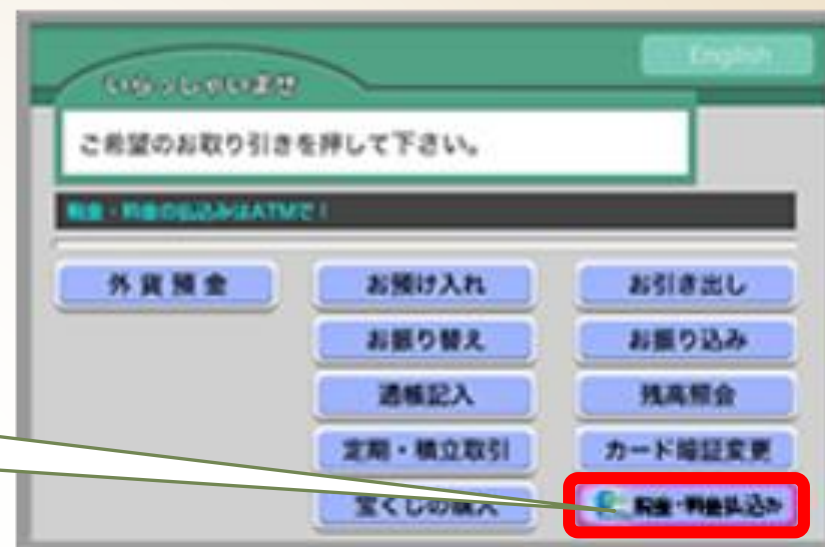 English
いらっしゃいませ
ご希望のお取り引きを押して下さい。
税金・料金の払込みはATMで！
外貨預金
お預け入れ
お引き出し
お振り替え
お振り込み
通帳記入
残高照会
定期・積立取引
カード暗証変更
宝くじの購入
税金・料金払込み